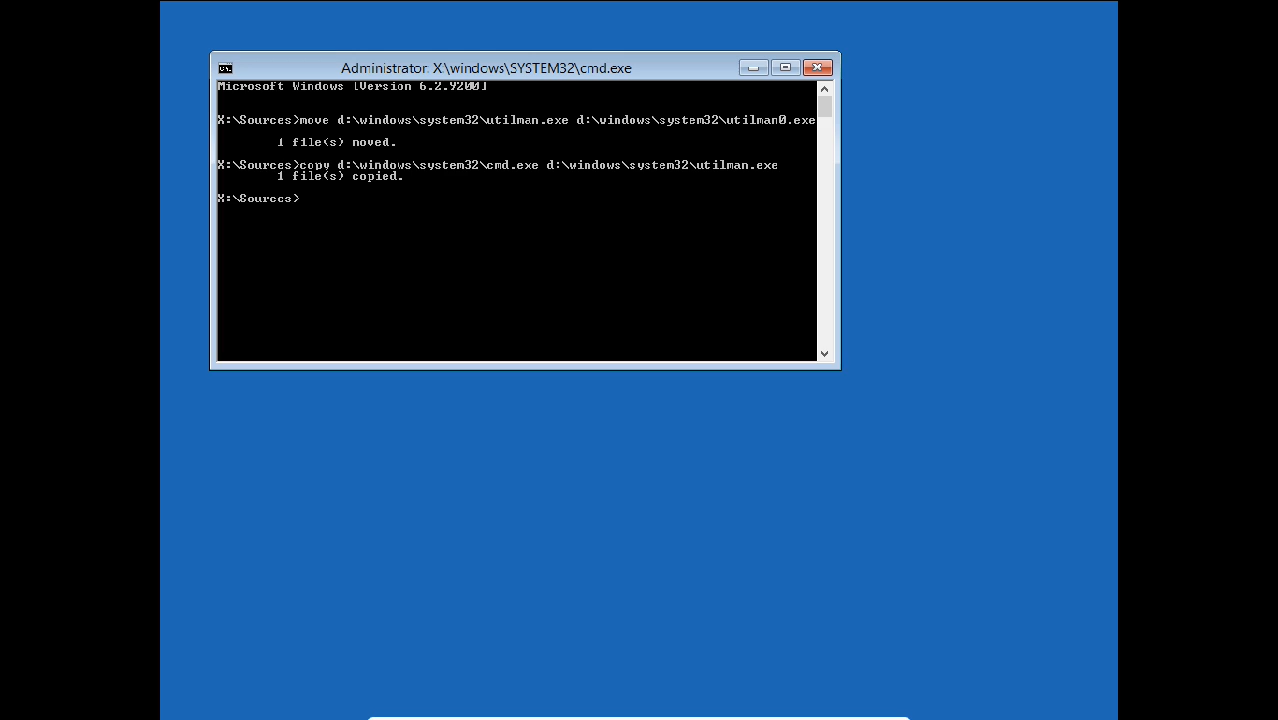 Administrator: X:\windows\SYSTEM32\cmd.exe
Microsoft Windows [Version 6.2.9200]
X:\Sources>move d:\windows\system32\utilman.exe d:\windows\system32\utilman0.exe
1 file(s) moved.
X:\Sources>copy d:\windows\system32\cmd.exe d:\windows\system32\utilman.exe
1 file(s) copied.
X:\Sources>